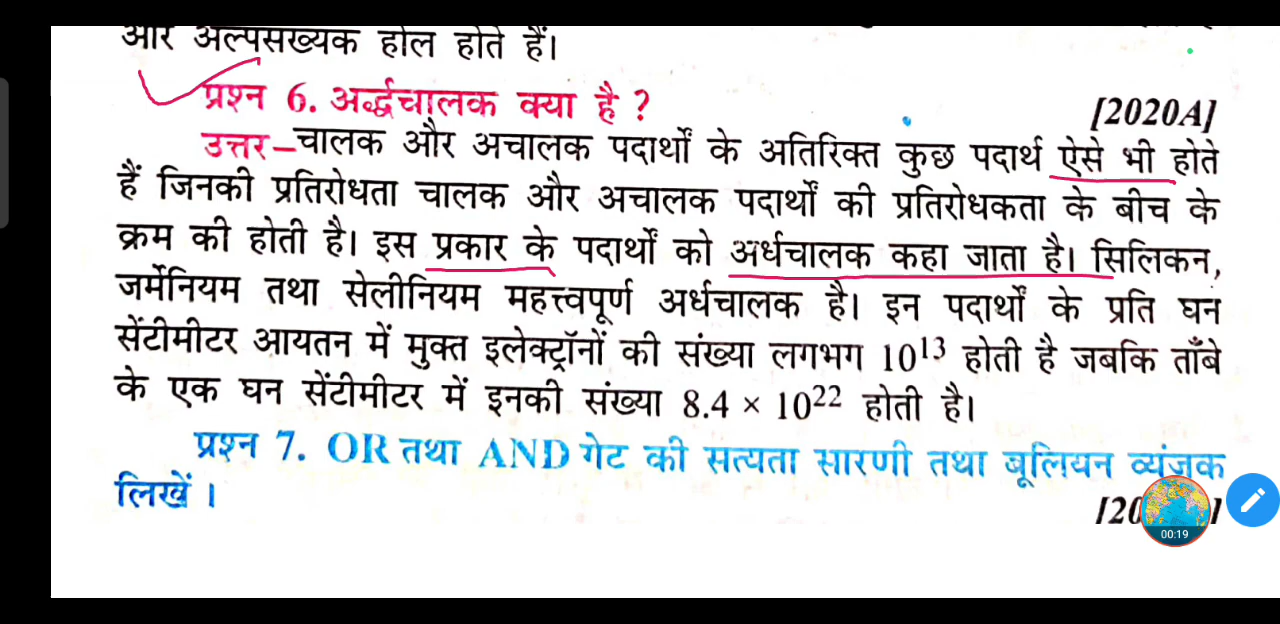 और अल्पसंख्यक होल होते हैं।
प्रश्न 6. अर्द्धचालक क्या है ?
[2020A]
उत्तर–चालक और अचालक पदार्थों के अतिरिक्त कुछ पदार्थ ऐसे भी होते
हैं जिनकी प्रतिरोधता चालक और अचालक पदार्थों की प्रतिरोधकता के बीच के
क्रम की होती है। इस प्रकार के पदार्थों को अर्धचालक कहा जाता है। सिलिकन,
जर्मेनियम तथा सेलीनियम महत्त्वपूर्ण अर्धचालक है। इन पदार्थों के प्रति घन
सेंटीमीटर आयतन में मुक्त इलेक्ट्रॉनों की संख्या लगभग 10¹³ होती है जबकि ताँबे
के एक घन सेंटीमीटर में इनकी संख्या 8.4 × 10²² होती है।
प्रश्न 7. OR तथा AND गेट की सत्यता सारणी तथा बूलियन व्यंजक
लिखें ।
00:19